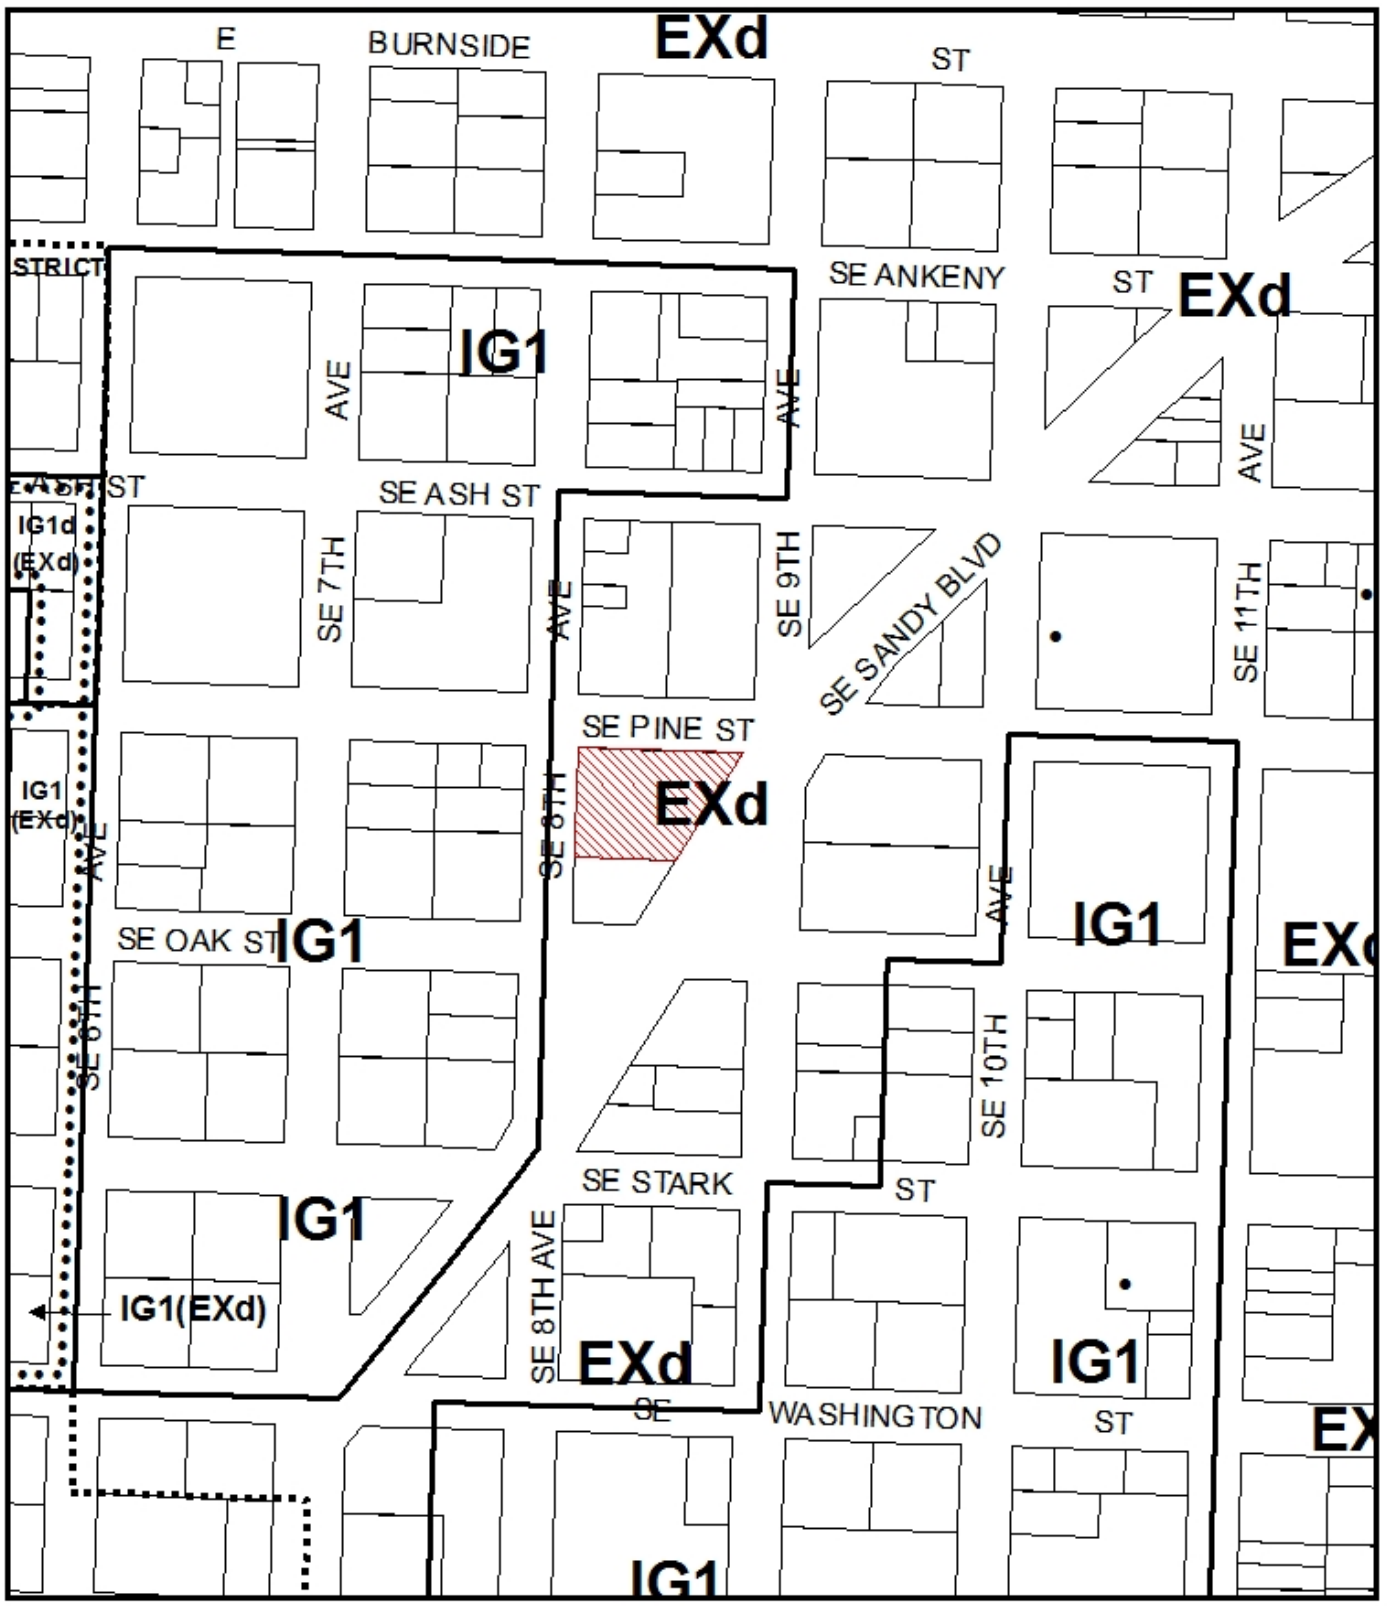 E BURNSIDE ST
EXd
STRICT
SE ANKENY ST
EXd
IG1
AVE
AVE
AVE
E ASH ST
SE ASH ST
IG1d
(EXd)
SE 7TH
AVE
SE 9TH
SE SANDY BLVD
SE 11TH
SE PINE ST
IG1
(EXd)
AVE
SE 8TH
EXd
AVE
IG1
SE OAK ST
IG1
EXd
SE 6TH
SE 10TH
SE STARK ST
IG1
SE 8TH AVE
IG1(EXd)
EXd
IG1
SE WASHINGTON ST
EX
IG1